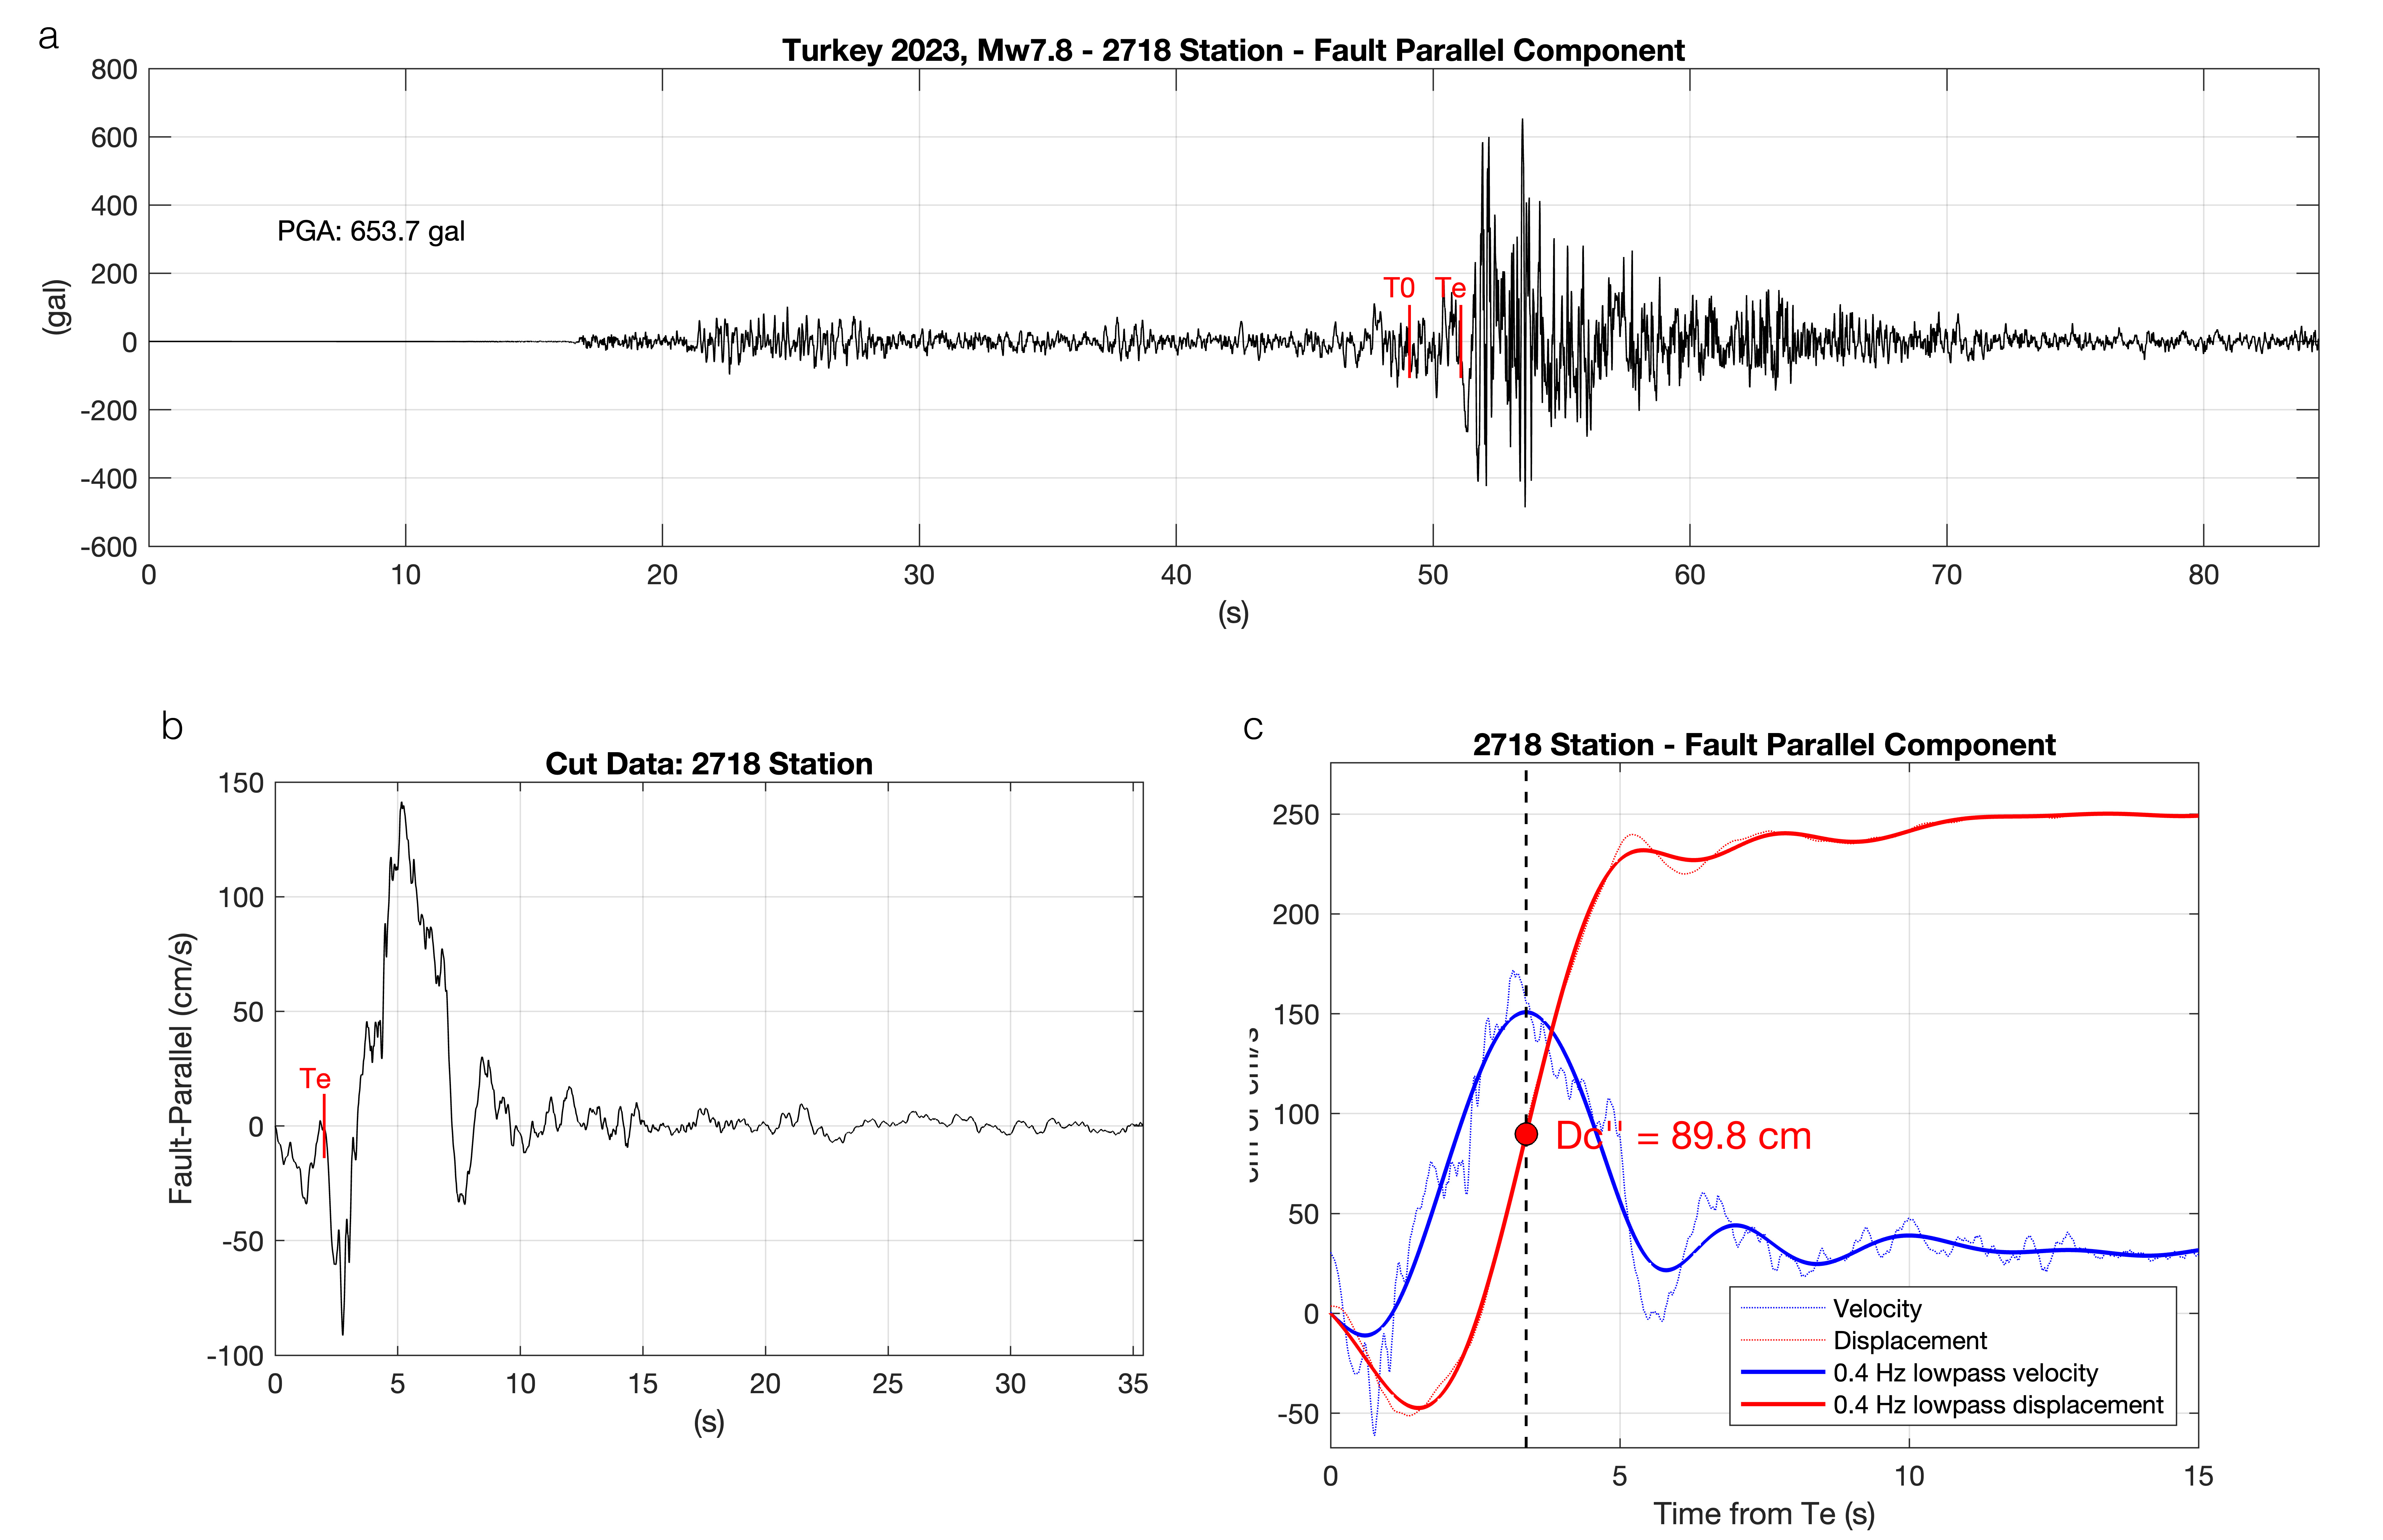 a
Turkey 2023, Mw7.8 - 2718 Station - Fault Parallel Component
800
600
400
200
0
-200
-400
-600
(gal)
PGA: 653.7 gal
T0
Te
0 10 20 30 40 50 60 70 80
(s)
b
Cut Data: 2718 Station
150
100
50
0
-50
-100
Fault-Parallel (cm/s)
Te
0 5 10 15 20 25 30 35
(s)
c
2718 Station - Fault Parallel Component
250
200
150
100
50
0
-50
Dc'' = 89.8 cm
Velocity
Displacement
0.4 Hz lowpass velocity
0.4 Hz lowpass displacement
0 5 10 15
Time from Te (s)